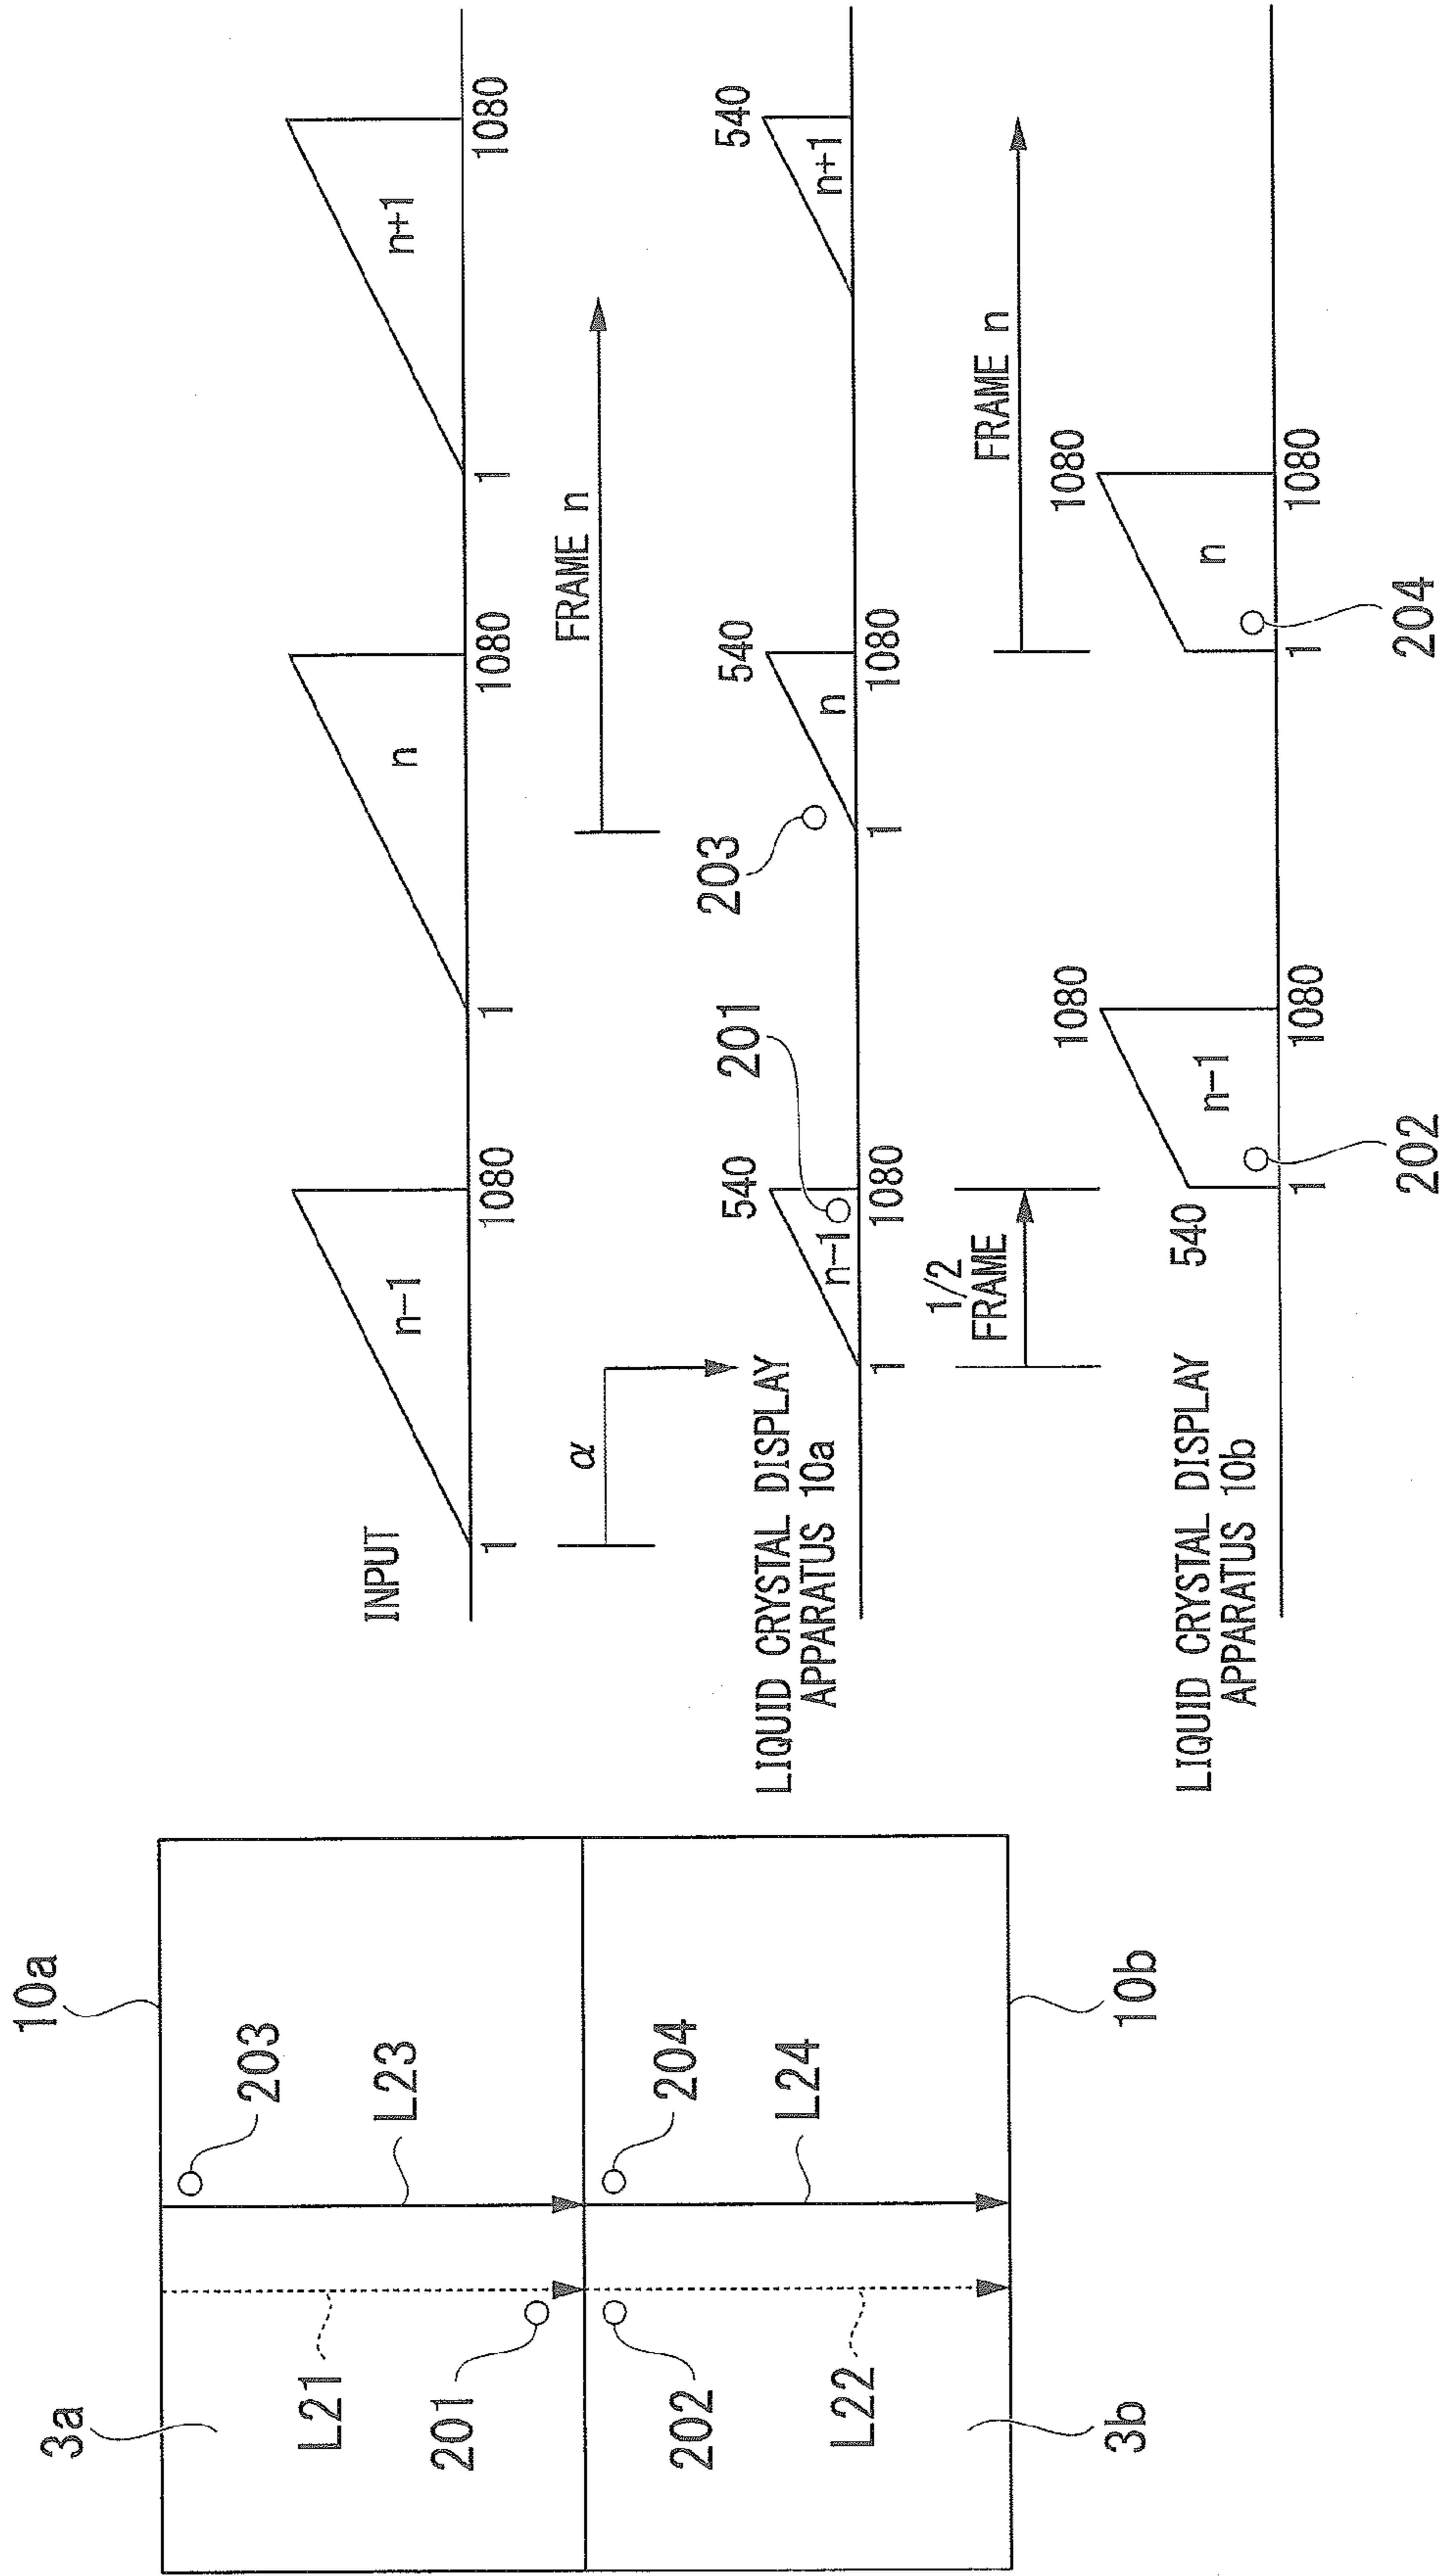 10a
203
L23
204
L24
10b
3a
L21
201
202
L22
3b
INPUT
n-1
n
n+1
1
1080
1
1080
1
1080
α
FRAME n
LIQUID CRYSTAL DISPLAY
APPARATUS 10a
540
540
540
n-1
201
203
n
n+1
1
1080
1
1080
1/2
FRAME
FRAME n
LIQUID CRYSTAL DISPLAY
APPARATUS 10b
540
1080
1080
n-1
n
1
1080
1
1080
202
204